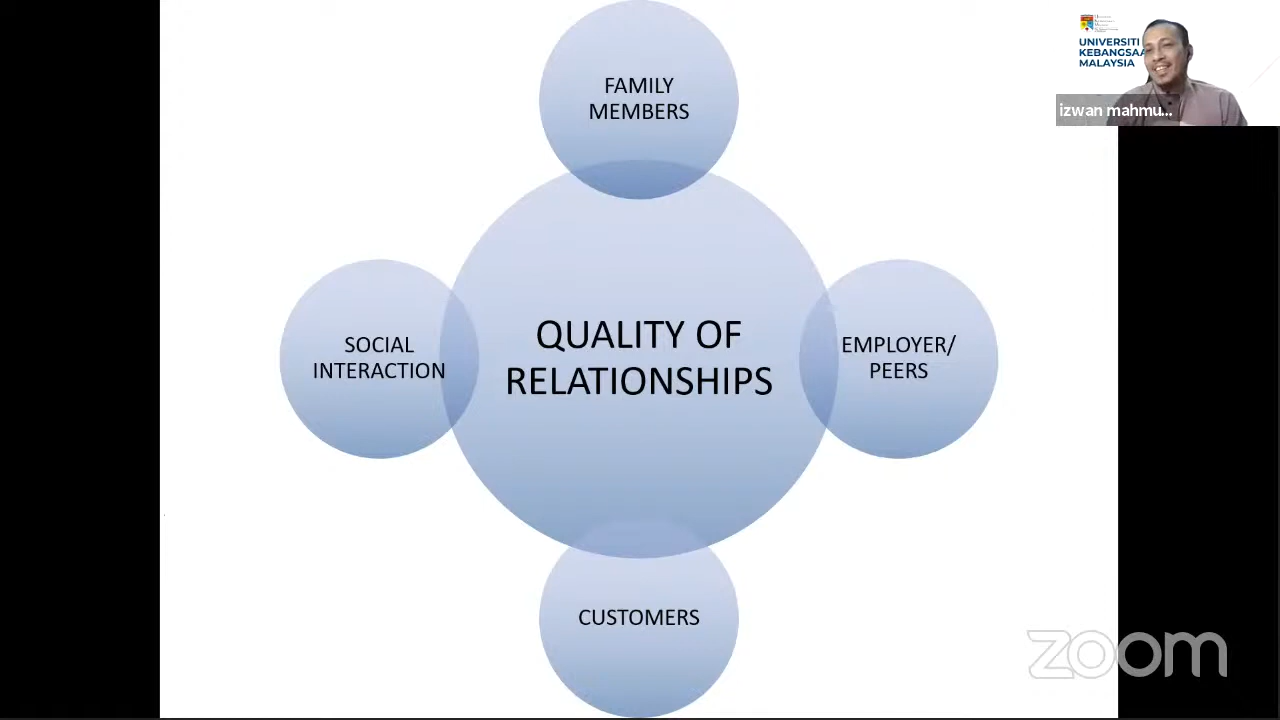 FAMILY
MEMBERS
UNIVERSITI
KEBANGSAA
MALAYSIA
izwan mahmu...
SOCIAL
INTERACTION
QUALITY OF
RELATIONSHIPS
EMPLOYER/
PEERS
CUSTOMERS
zoom